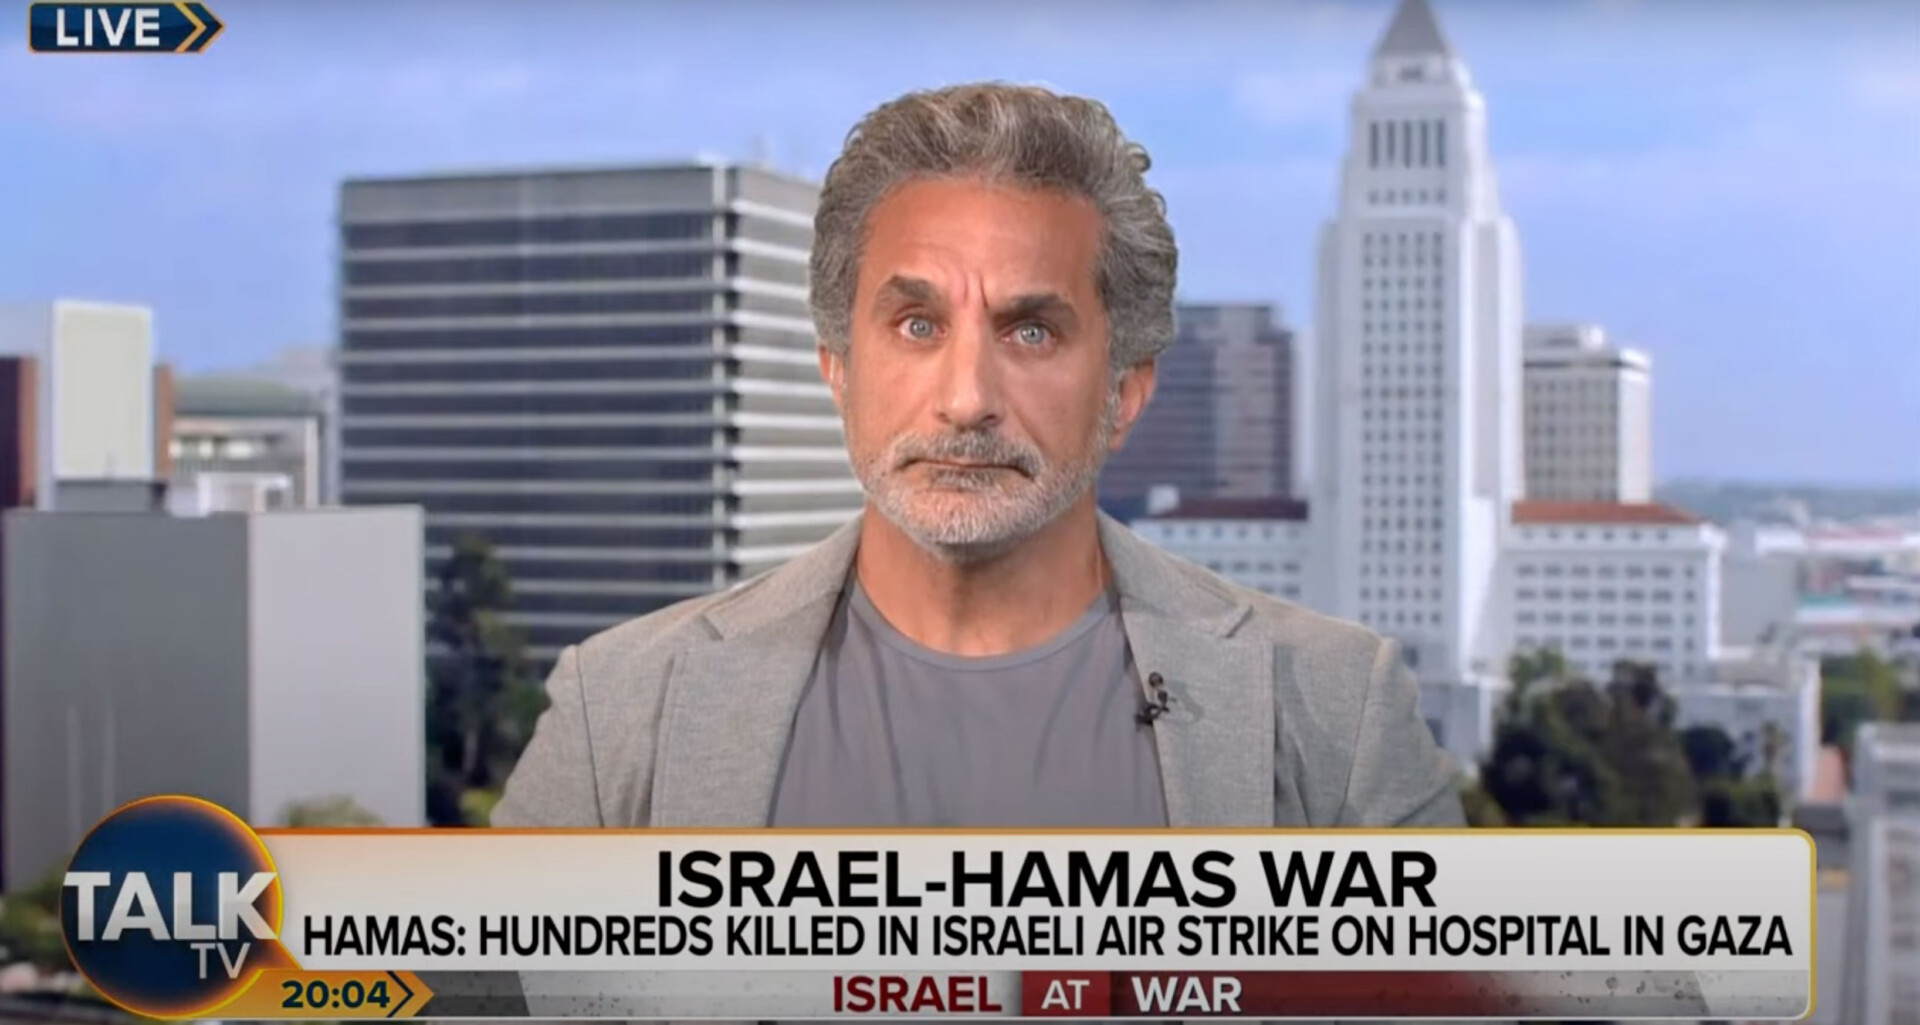 LIVE
ISRAEL-HAMAS WAR
HAMAS: HUNDREDS KILLED IN ISRAELI AIR STRIKE ON HOSPITAL IN GAZA
TALK
TV
20:04
ISRAEL AT WAR